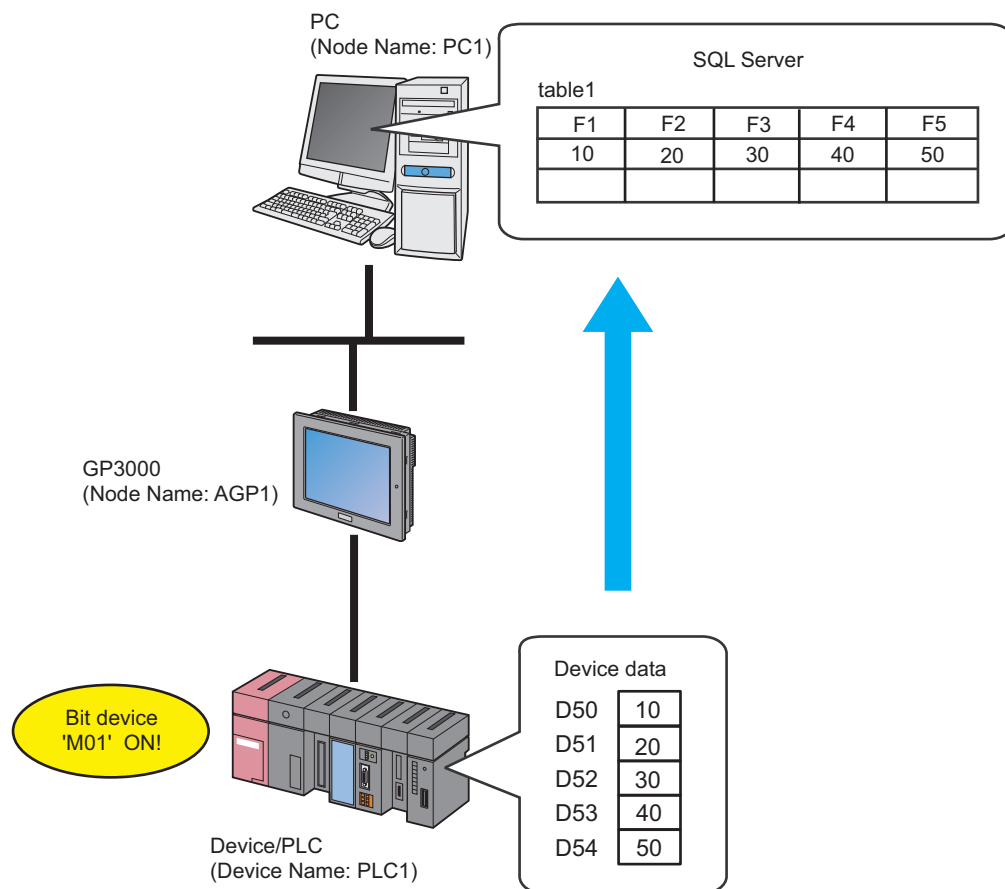 PC
(Node Name: PC1)
SQL Server
table1
F1 F2 F3 F4 F5
10 20 30 40 50
GP3000
(Node Name: AGP1)
Bit device
'M01' ON!
Device/PLC
(Device Name: PLC1)
Device data
D50 10
D51 20
D52 30
D53 40
D54 50